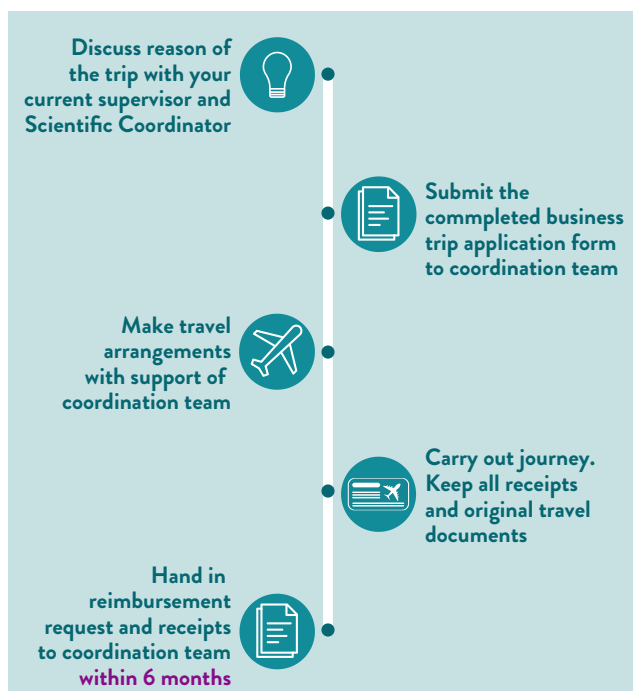 Discuss reason of
the trip with your
current supervisor and
Scientific Coordinator
Submit the
commpleted business
trip application form
to coordination team
Make travel
arrangements
with support of
coordination team
Carry out journey.
Keep all receipts
and original travel
documents
Hand in
reimbursement
request and receipts
to coordination team
within 6 months